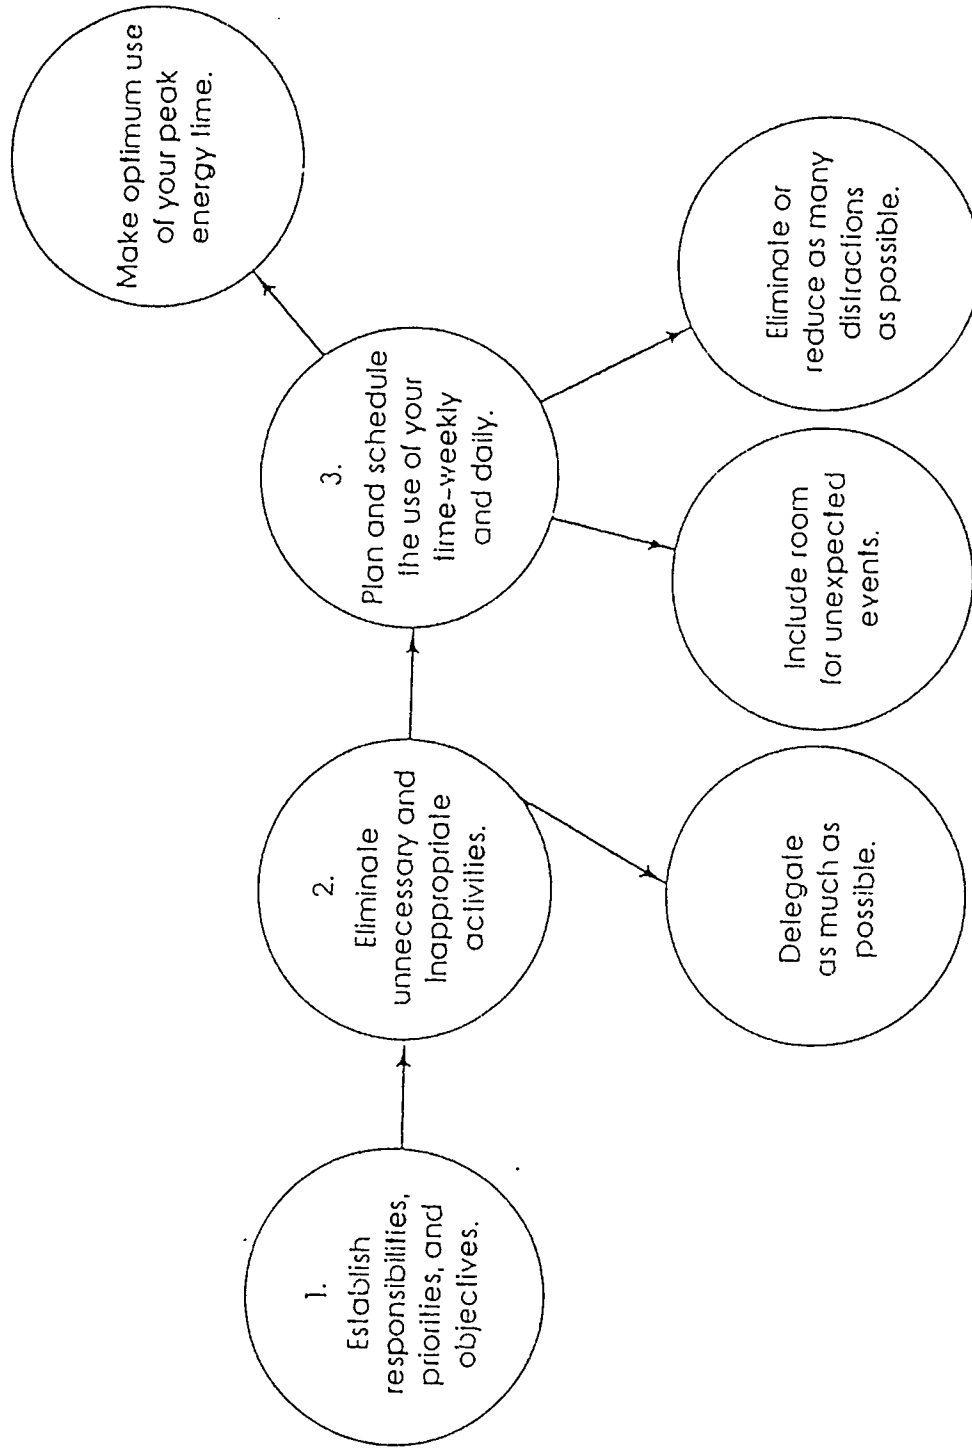 1.
Establish
responsibilities,
priorities, and
objectives.
2.
Eliminate
unnecessary and
Inappropriate
activities.
Delegate
as much as
possible.
3.
Plan and schedule
the use of your
time-weekly
and daily.
Include room
for unexpected
events.
Eliminate or
reduce as many
distractions
as possible.
Make optimum use
of your peak
energy time.